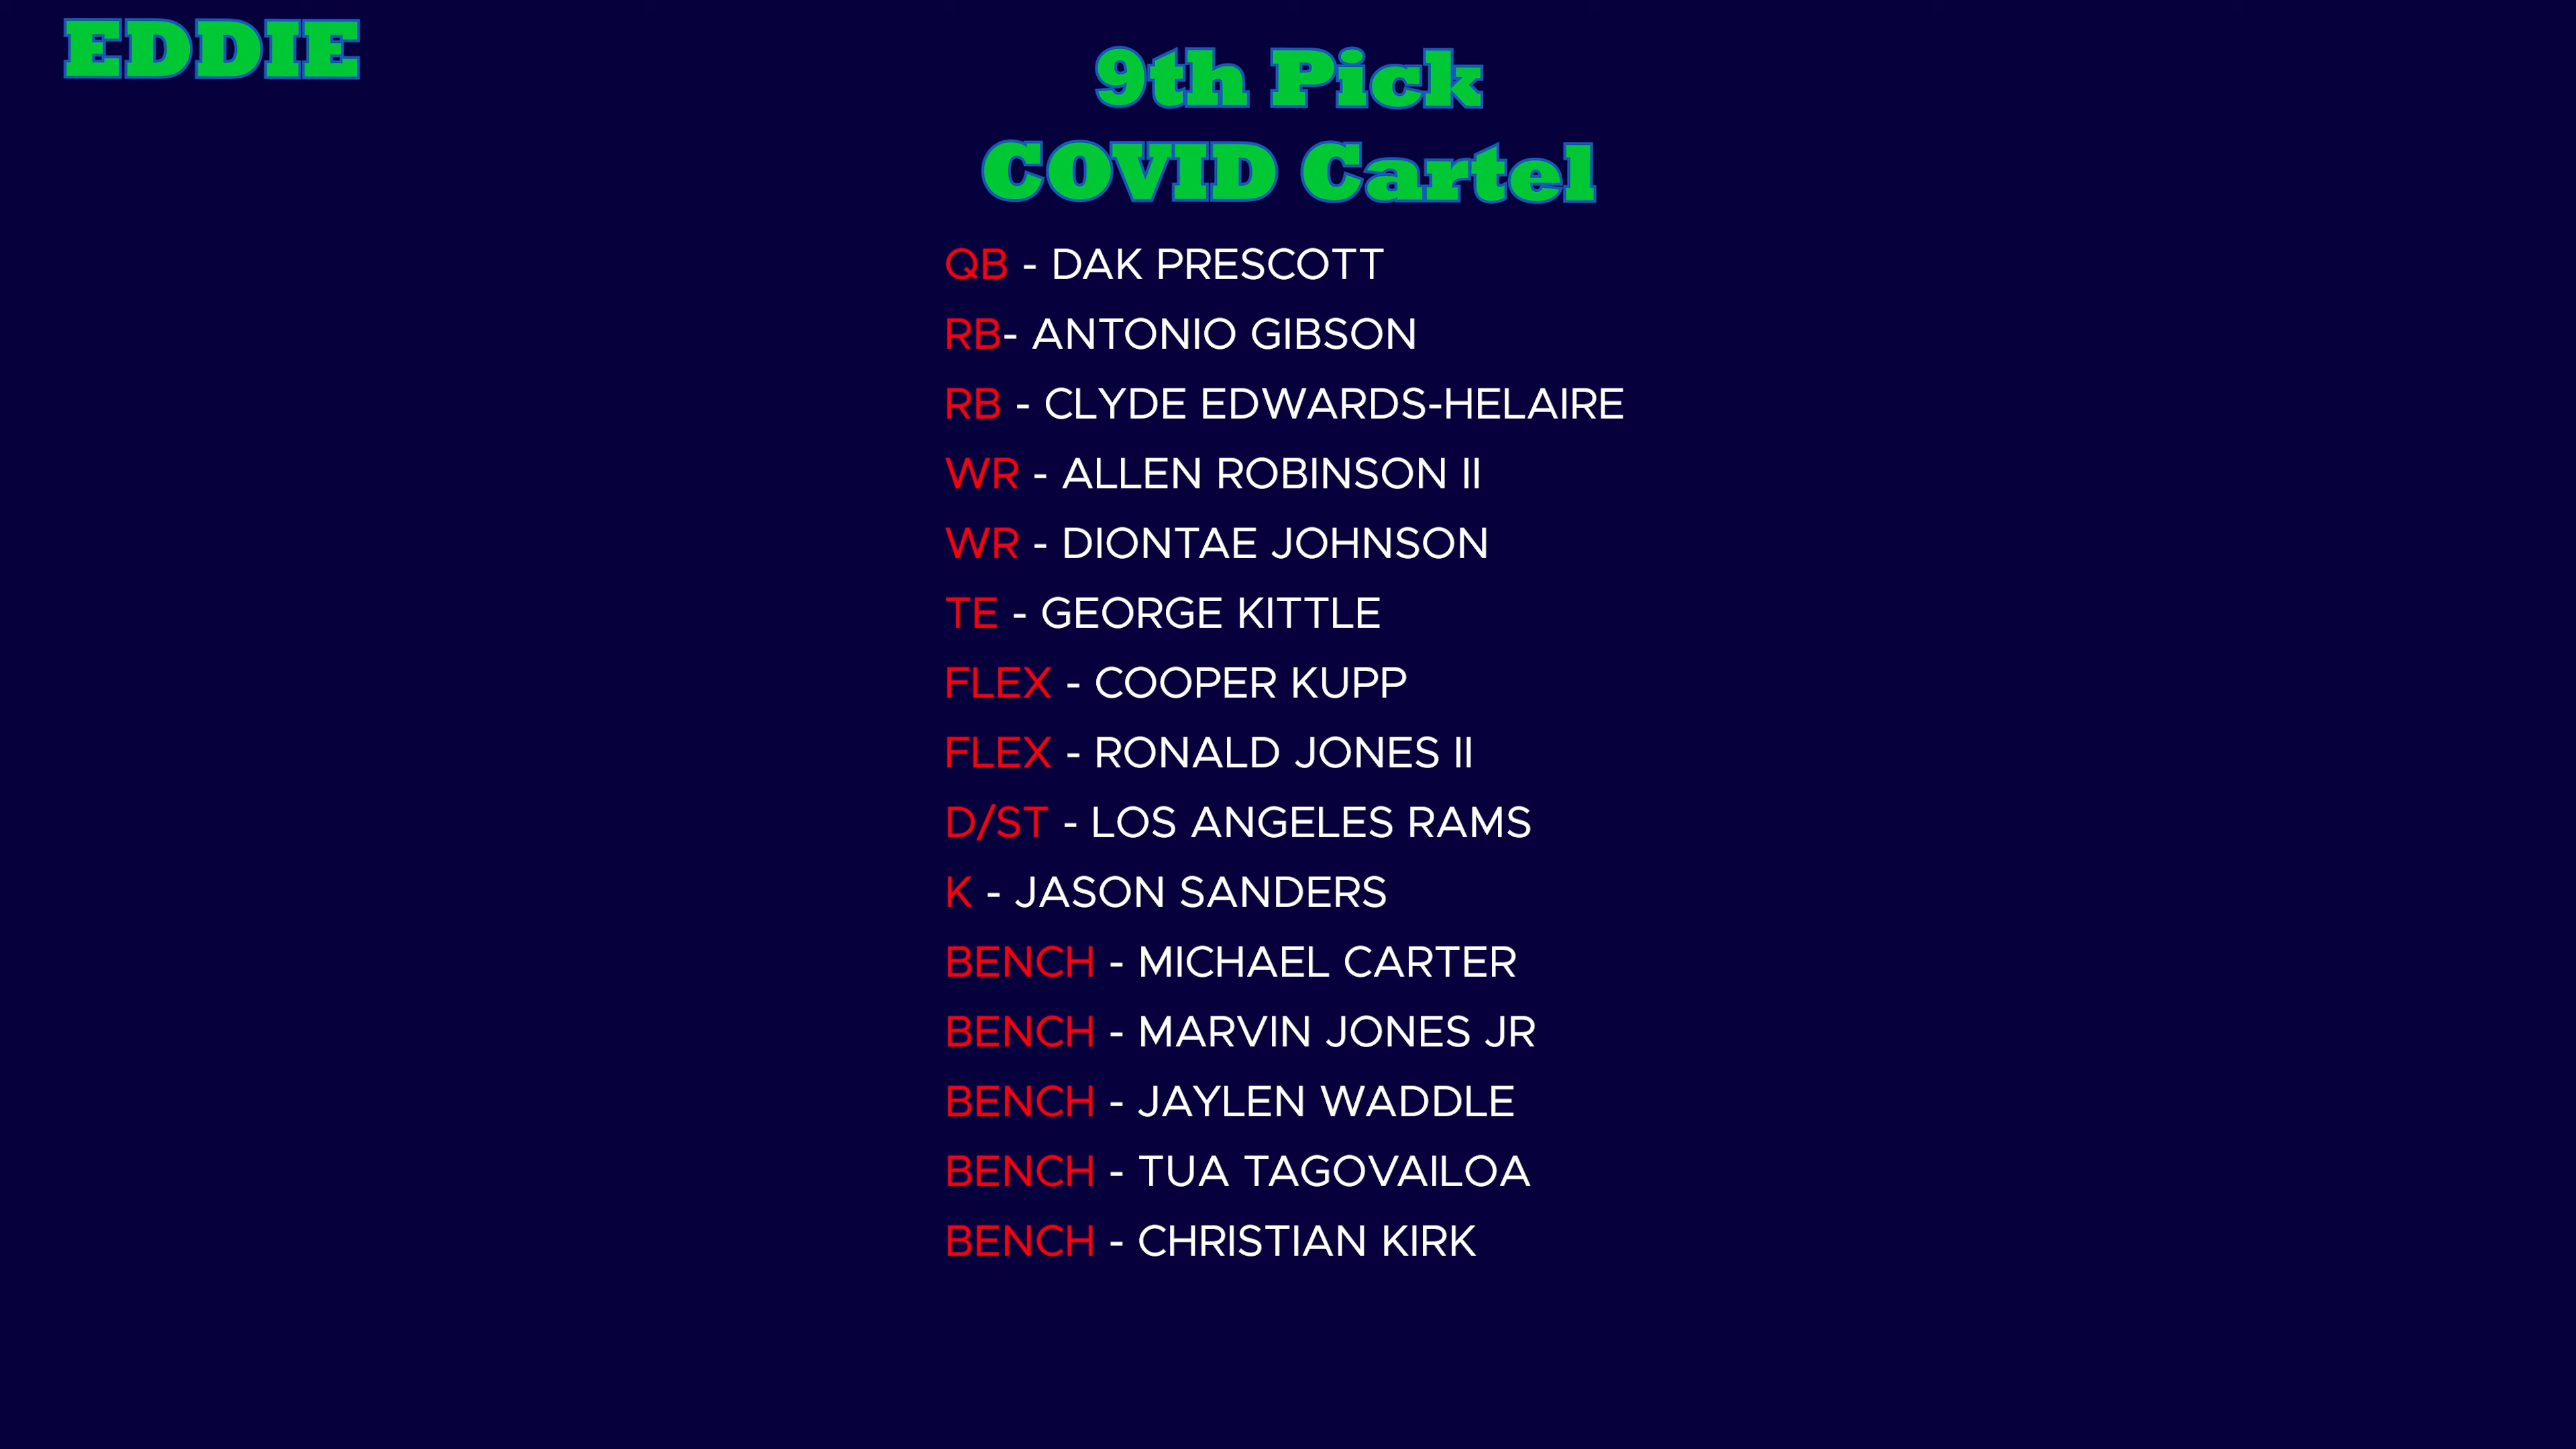 EDDIE
9th Pick
COVID Cartel
QB - DAK PRESCOTT
RB- ANTONIO GIBSON
RB - CLYDE EDWARDS-HELAIRE
WR - ALLEN ROBINSON II
WR - DIONTAE JOHNSON
TE - GEORGE KITTLE
FLEX - COOPER KUPP
FLEX - RONALD JONES II
D/ST - LOS ANGELES RAMS
K - JASON SANDERS
BENCH - MICHAEL CARTER
BENCH - MARVIN JONES JR
BENCH - JAYLEN WADDLE
BENCH - TUA TAGOVAILOA
BENCH - CHRISTIAN KIRK